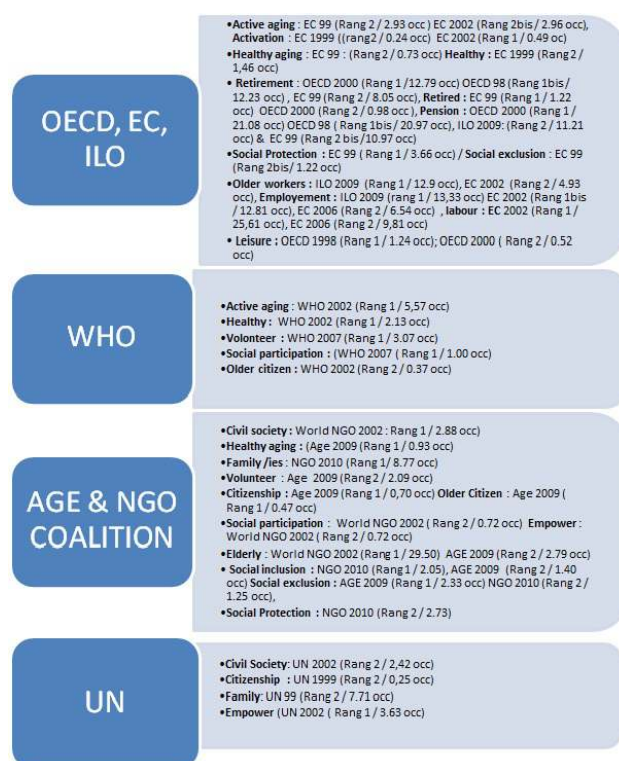 OECD, EC,
ILO
•Active aging : EC 99 (Rang 2 / 2.93 occ ) EC 2002 (Rang 2bis / 2.96 occ),
Activation : EC 1999 ((rang2 / 0.24 occ)  EC 2002 (Rang 1 / 0.49 oc)
•Healthy aging : EC 99 : (Rang 2 / 0.73 occ) Healthy : EC 1999 (Rang 2 /
1,46 occ)
• Retirement : OECD 2000 (Rang 1 /12.79 occ) OECD 98 (Rang 1bis /
12.23 occ) , EC 99 (Rang 2 / 8.05 occ), Retired : EC 99 (Rang 1 / 1.22
occ)  OECD 2000 (Rang 2 / 0.98 occ ), Pension : OECD 2000 (Rang 1 /
21.08 occ) OECD 98 ( Rang 1bis / 20.97 occ), ILO 2009: (Rang 2 / 11.21
occ) & EC 99 (Rang 2 bis /10.97 occ)
•Social Protection : EC 99 ( Rang 1 / 3.66 occ) / Social exclusion : EC 99
(Rang 2bis / 1.22 occ)
•Older workers : ILO 2009 (Rang 1 / 12.9 occ), EC 2002 (Rang 2 / 4.93
occ), Employement : ILO 2009 (rang 1 / 13,33 occ) EC 2002 (Rang 1bis
/ 12.81 occ), EC 2006 (Rang 2 / 6.54 occ) , labour : EC 2002 (Rang 1 /
25,61 occ), EC 2006 (Rang 2 / 9,81 occ)
• Leisure : OECD 1998 (Rang 1 / 1.24 occ); OECD 2000 ( Rang 2 / 0.52
occ)
WHO
•Active aging : WHO 2002 (Rang 1 / 5,57 occ)
•Healthy : WHO 2002 (Rang 1 / 2.13 occ)
•Volunteer : WHO 2007 (Rang 1 / 3.07 occ)
•Social participation : (WHO 2007 ( Rang 1 / 1.00 occ)
•Older citizen : WHO 2002 (Rang 2 / 0.37 occ)
AGE & NGO
COALITION
•Civil society : World NGO 2002 : Rang 1 / 2.88 occ)
•Healthy aging : (Age 2009 (Rang 1 / 0.93 occ)
•Family /ies : NGO 2010 (Rang 1/ 8.77 occ)
•Volunteer : Age 2009 (Rang 2 / 2.09 occ)
•Citizenship : Age 2009 (Rang 1 / 0,70 occ) Older Citizen : Age 2009 (
Rang 1 / 0.47 occ)
•Social participation : World NGO 2002 ( Rang 2 / 0.72 occ)  Empower :
World NGO 2002 ( Rang 2 / 0.72 occ)
•Elderly : World NGO 2002 (Rang 1 / 29.50)  AGE 2009 (Rang 2 / 2.79 occ)
• Social inclusion : NGO 2010 (Rang 1 / 2.05), AGE 2009 (Rang 2 / 1.40
occ) Social exclusion : AGE 2009 (Rang 1 / 2.33 occ) NGO 2010 (Rang 2 /
1.25 occ),
•Social Protection : NGO 2010 (Rang 2 / 2.73)
UN
•Civil Society: UN 2002 (Rang 2 / 2,42 occ)
•Citizenship : UN 1999 (Rang 2 / 0,25 occ)
•Family: UN 99 (Rang 2 / 7.71 occ)
•Empower (UN 2002 ( Rang 1 / 3.63 occ)